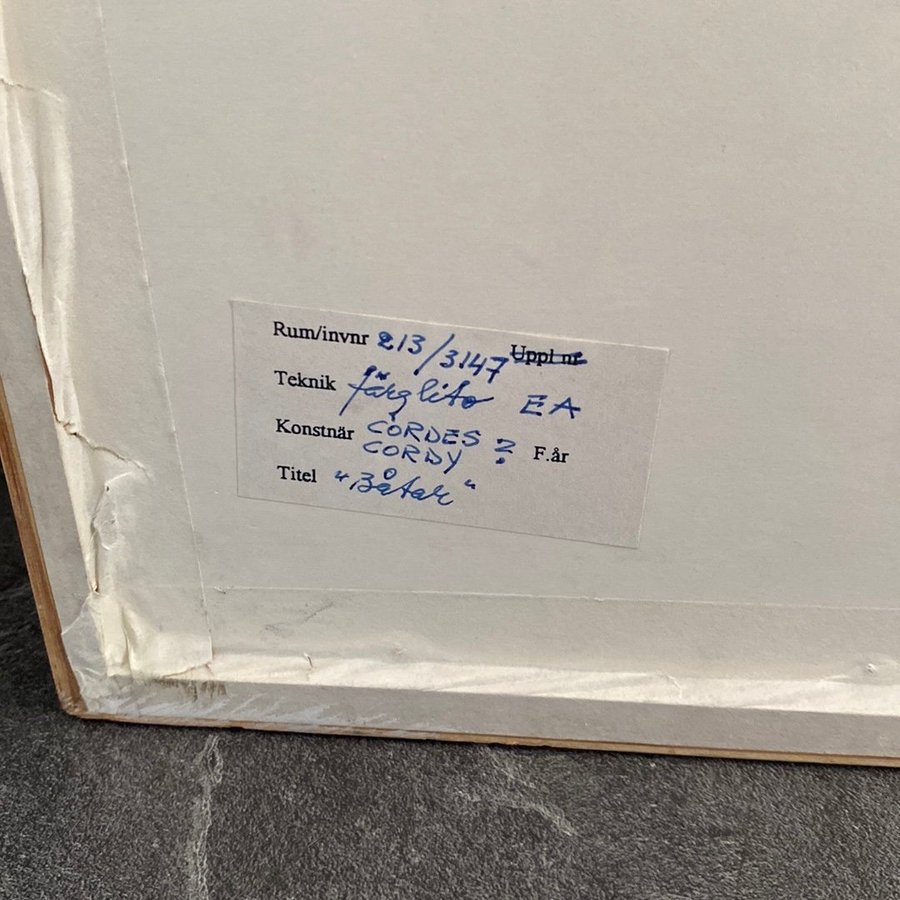 Rum/invnr 213/3147 Uppl nr
Teknik färglito EA
Konstnär CORDES ?
CORDY F.år
Titel "Båtar"